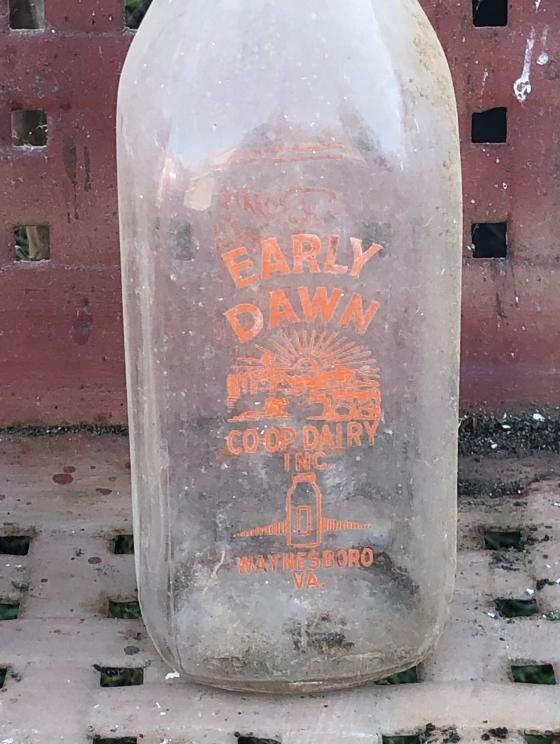 EARLY
DAWN
CO-OP DAIRY
INC
WAYNESBORO
VA.